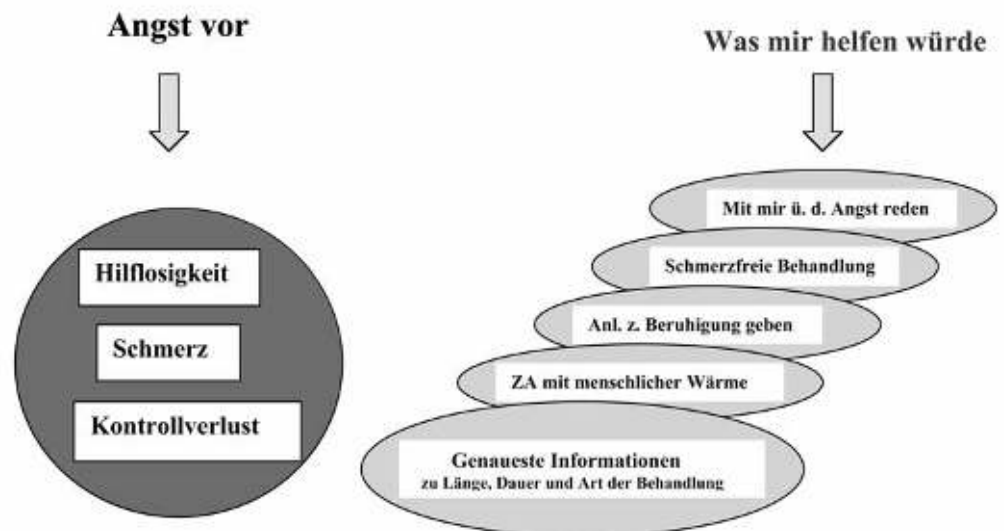 Angst vor
Hilflosigkeit
Schmerz
Kontrollverlust
Was mir helfen würde
Mit mir ü. d. Angst reden
Schmerzfreie Behandlung
Anl. z. Beruhigung geben
ZA mit menschlicher Wärme
Genaueste Informationen
zu Länge, Dauer und Art der Behandlung